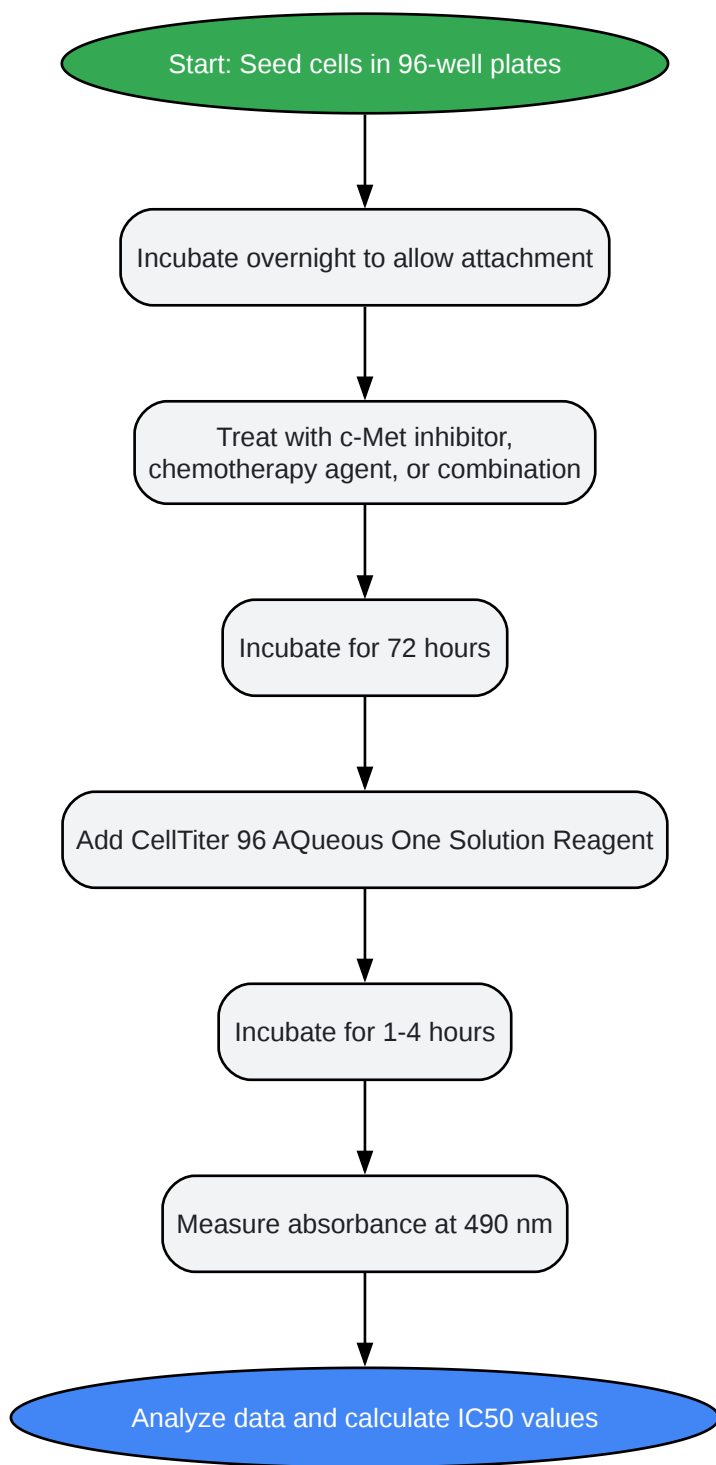 Start: Seed cells in 96-well plates
Incubate overnight to allow attachment
Treat with c-Met inhibitor,
chemotherapy agent, or combination
Incubate for 72 hours
Add CellTiter 96 AQueous One Solution Reagent
Incubate for 1-4 hours
Measure absorbance at 490 nm
Analyze data and calculate IC50 values